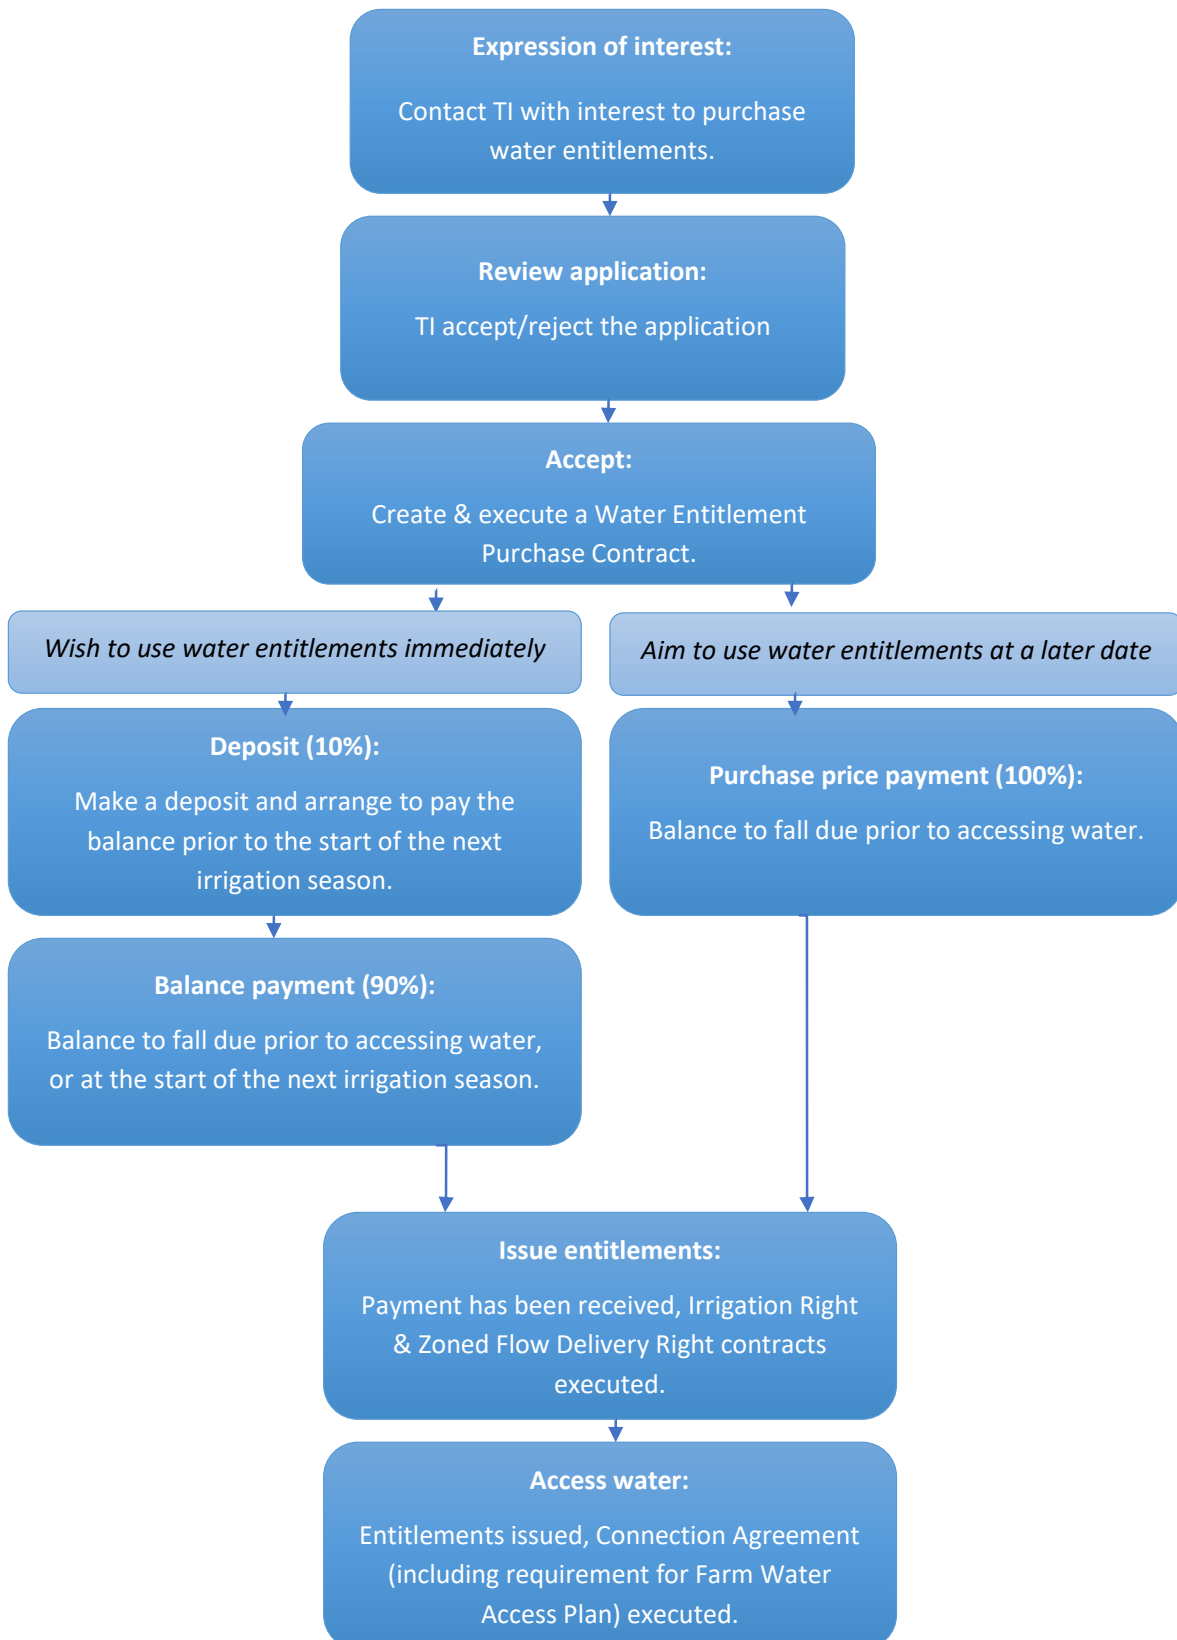 Expression of interest:
Contact TI with interest to purchase
water entitlements.
Review application:
TI accept/reject the application
Accept:
Create & execute a Water Entitlement
Purchase Contract.
Wish to use water entitlements immediately
Aim to use water entitlements at a later date
Deposit (10%):
Make a deposit and arrange to pay the
balance prior to the start of the next
irrigation season.
Purchase price payment (100%):
Balance to fall due prior to accessing water.
Balance payment (90%):
Balance to fall due prior to accessing water,
or at the start of the next irrigation season.
Issue entitlements:
Payment has been received, Irrigation Right
& Zoned Flow Delivery Right contracts
executed.
Access water:
Entitlements issued, Connection Agreement
(including requirement for Farm Water
Access Plan) executed.